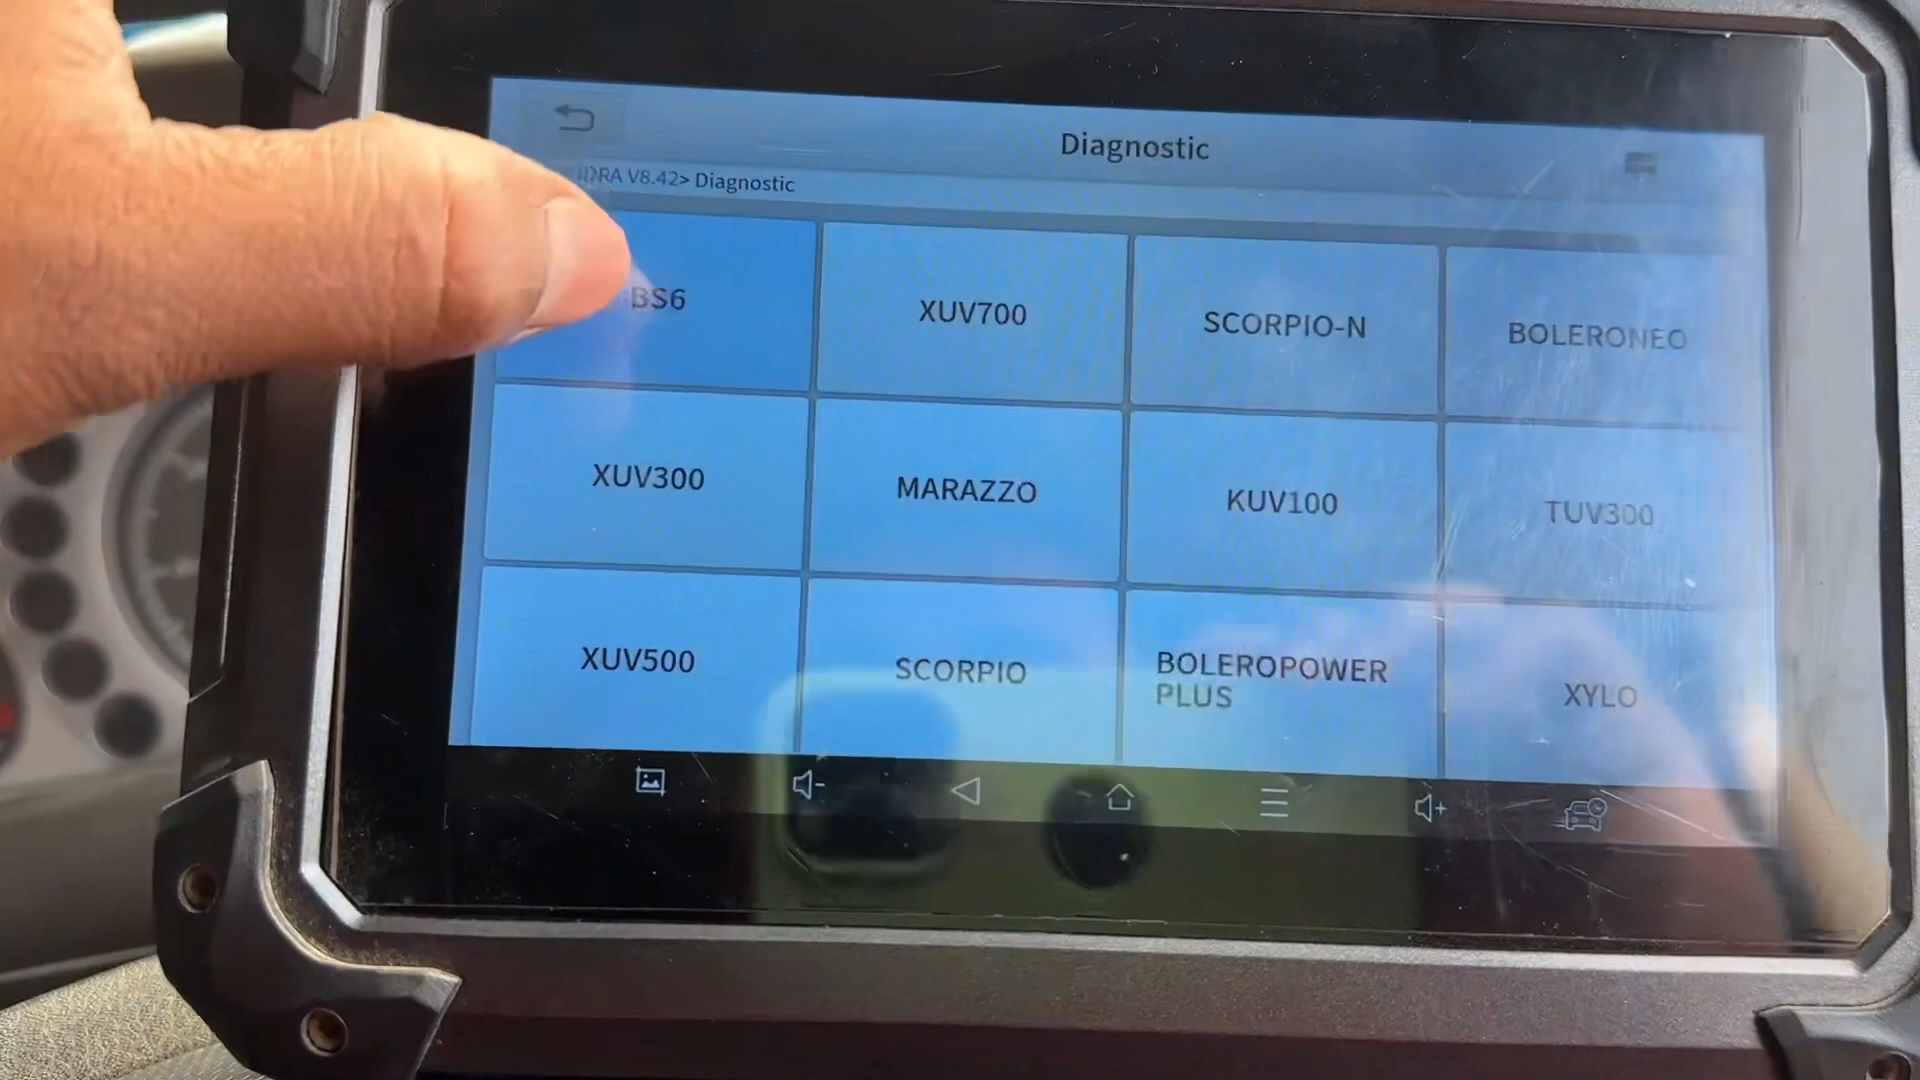 Diagnostic
DRA V8.42> Diagnostic
BS6
XUV700
SCORPIO-N
BOLERONEO
XUV300
MARAZZO
KUV100
TUV300
XUV500
SCORPIO
BOLEROPOWER
PLUS
XYLO